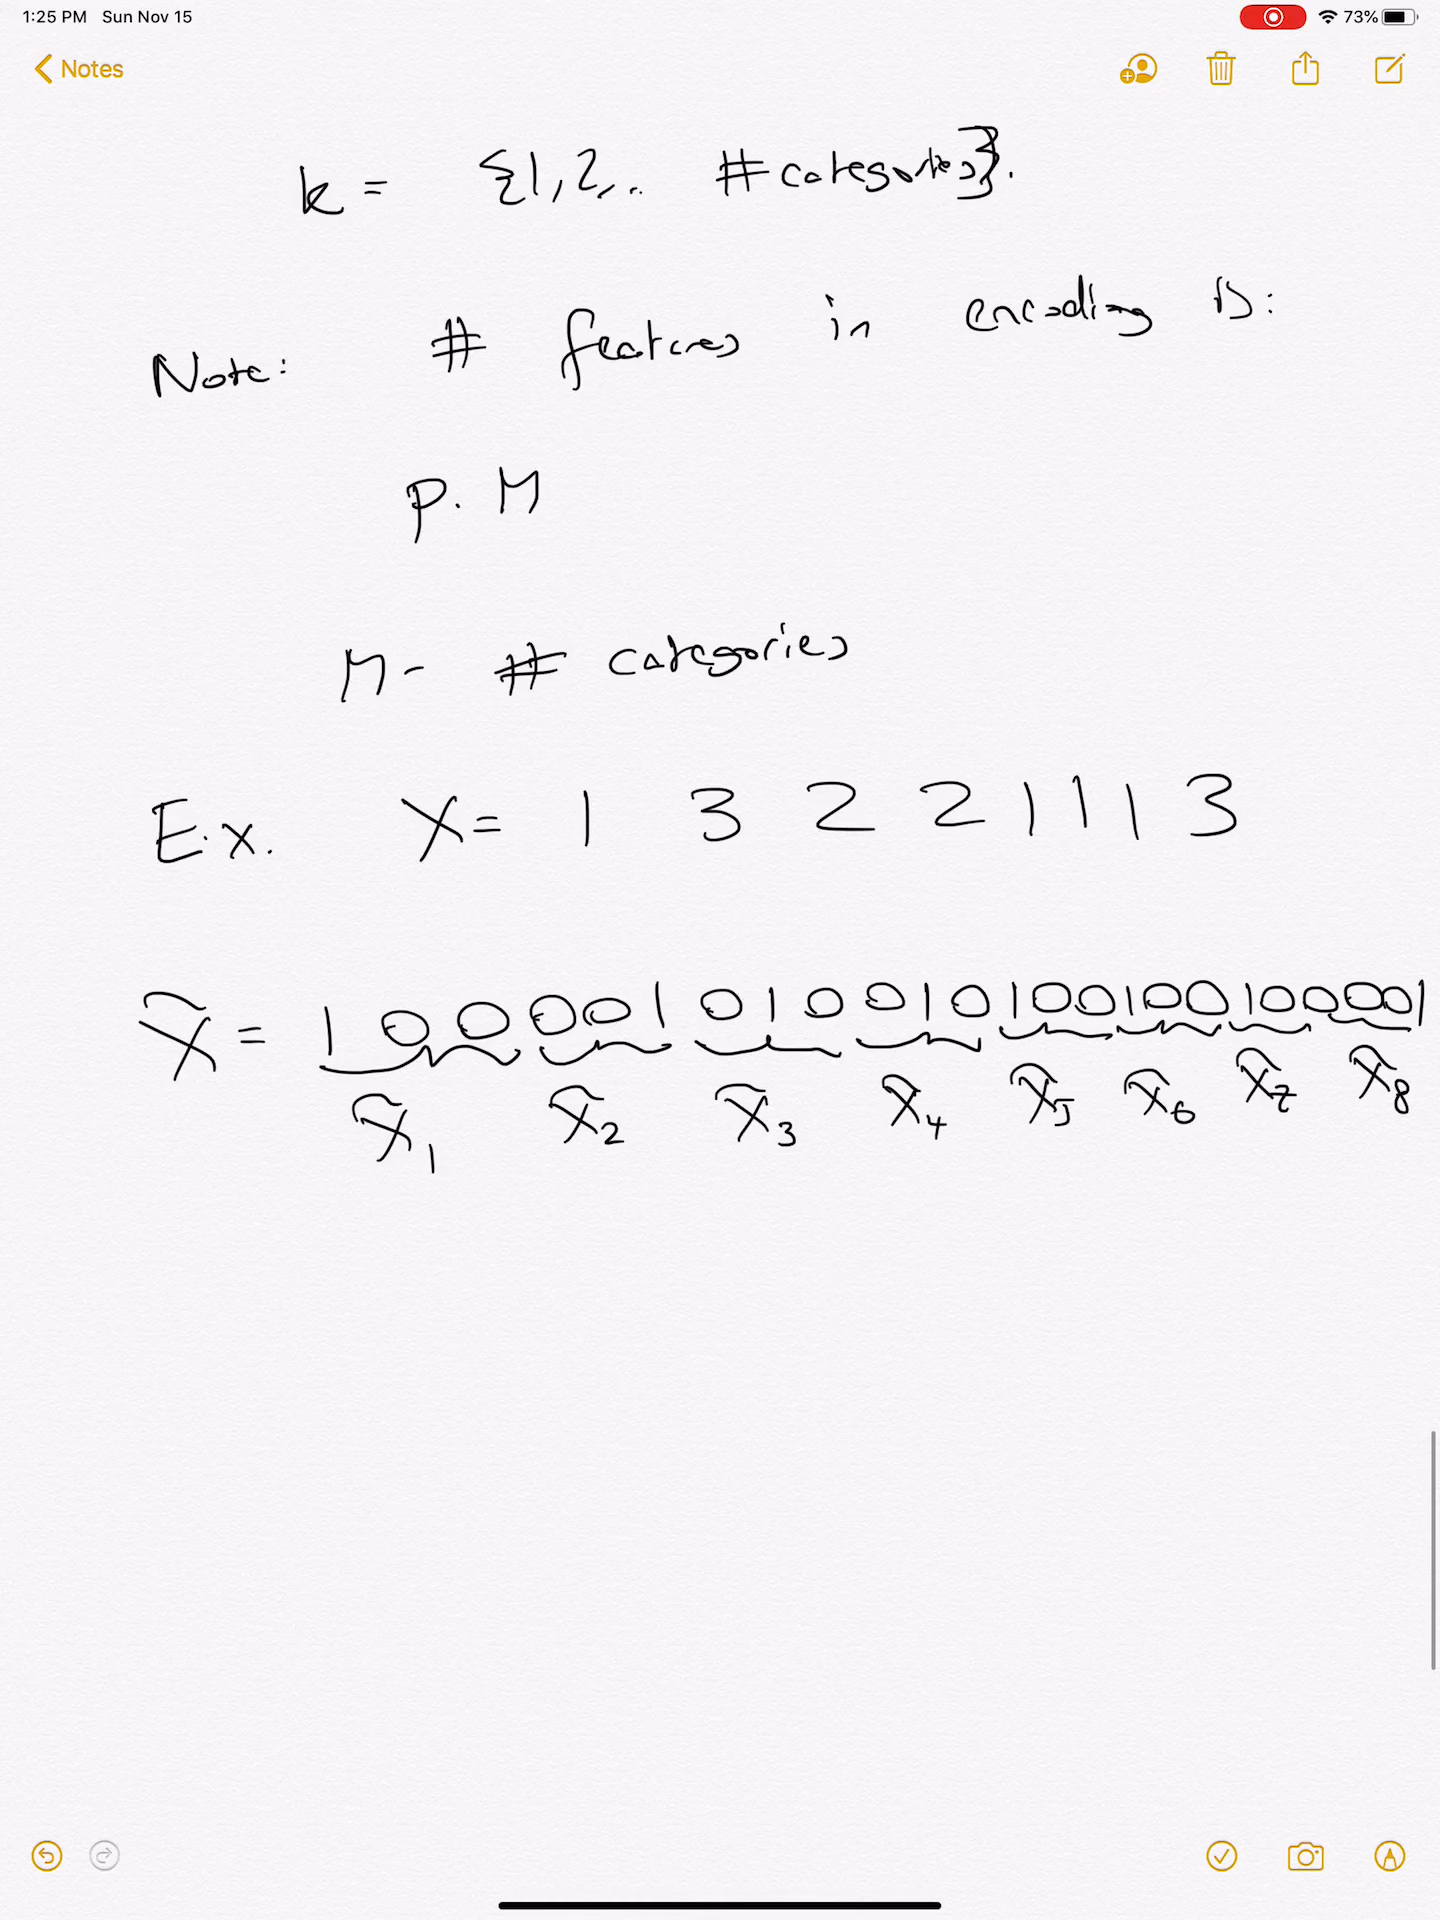 1:25 PM Sun Nov 15 73%
Notes
k = {1,2,.. #categories}.
Note: # features in encoding is:
P. M
M - # categories
Ex. X = 1 3 2 2 1 1 1 3
X̃ = 1 0 0 0 0 1 0 1 0 0 1 0 1 0 0 1 0 0 1 0 0 0 0 1
X̃₁ X̃₂ X̃₃ X̃₄ X̃₅ X̃₆ X̃₇ X̃₈